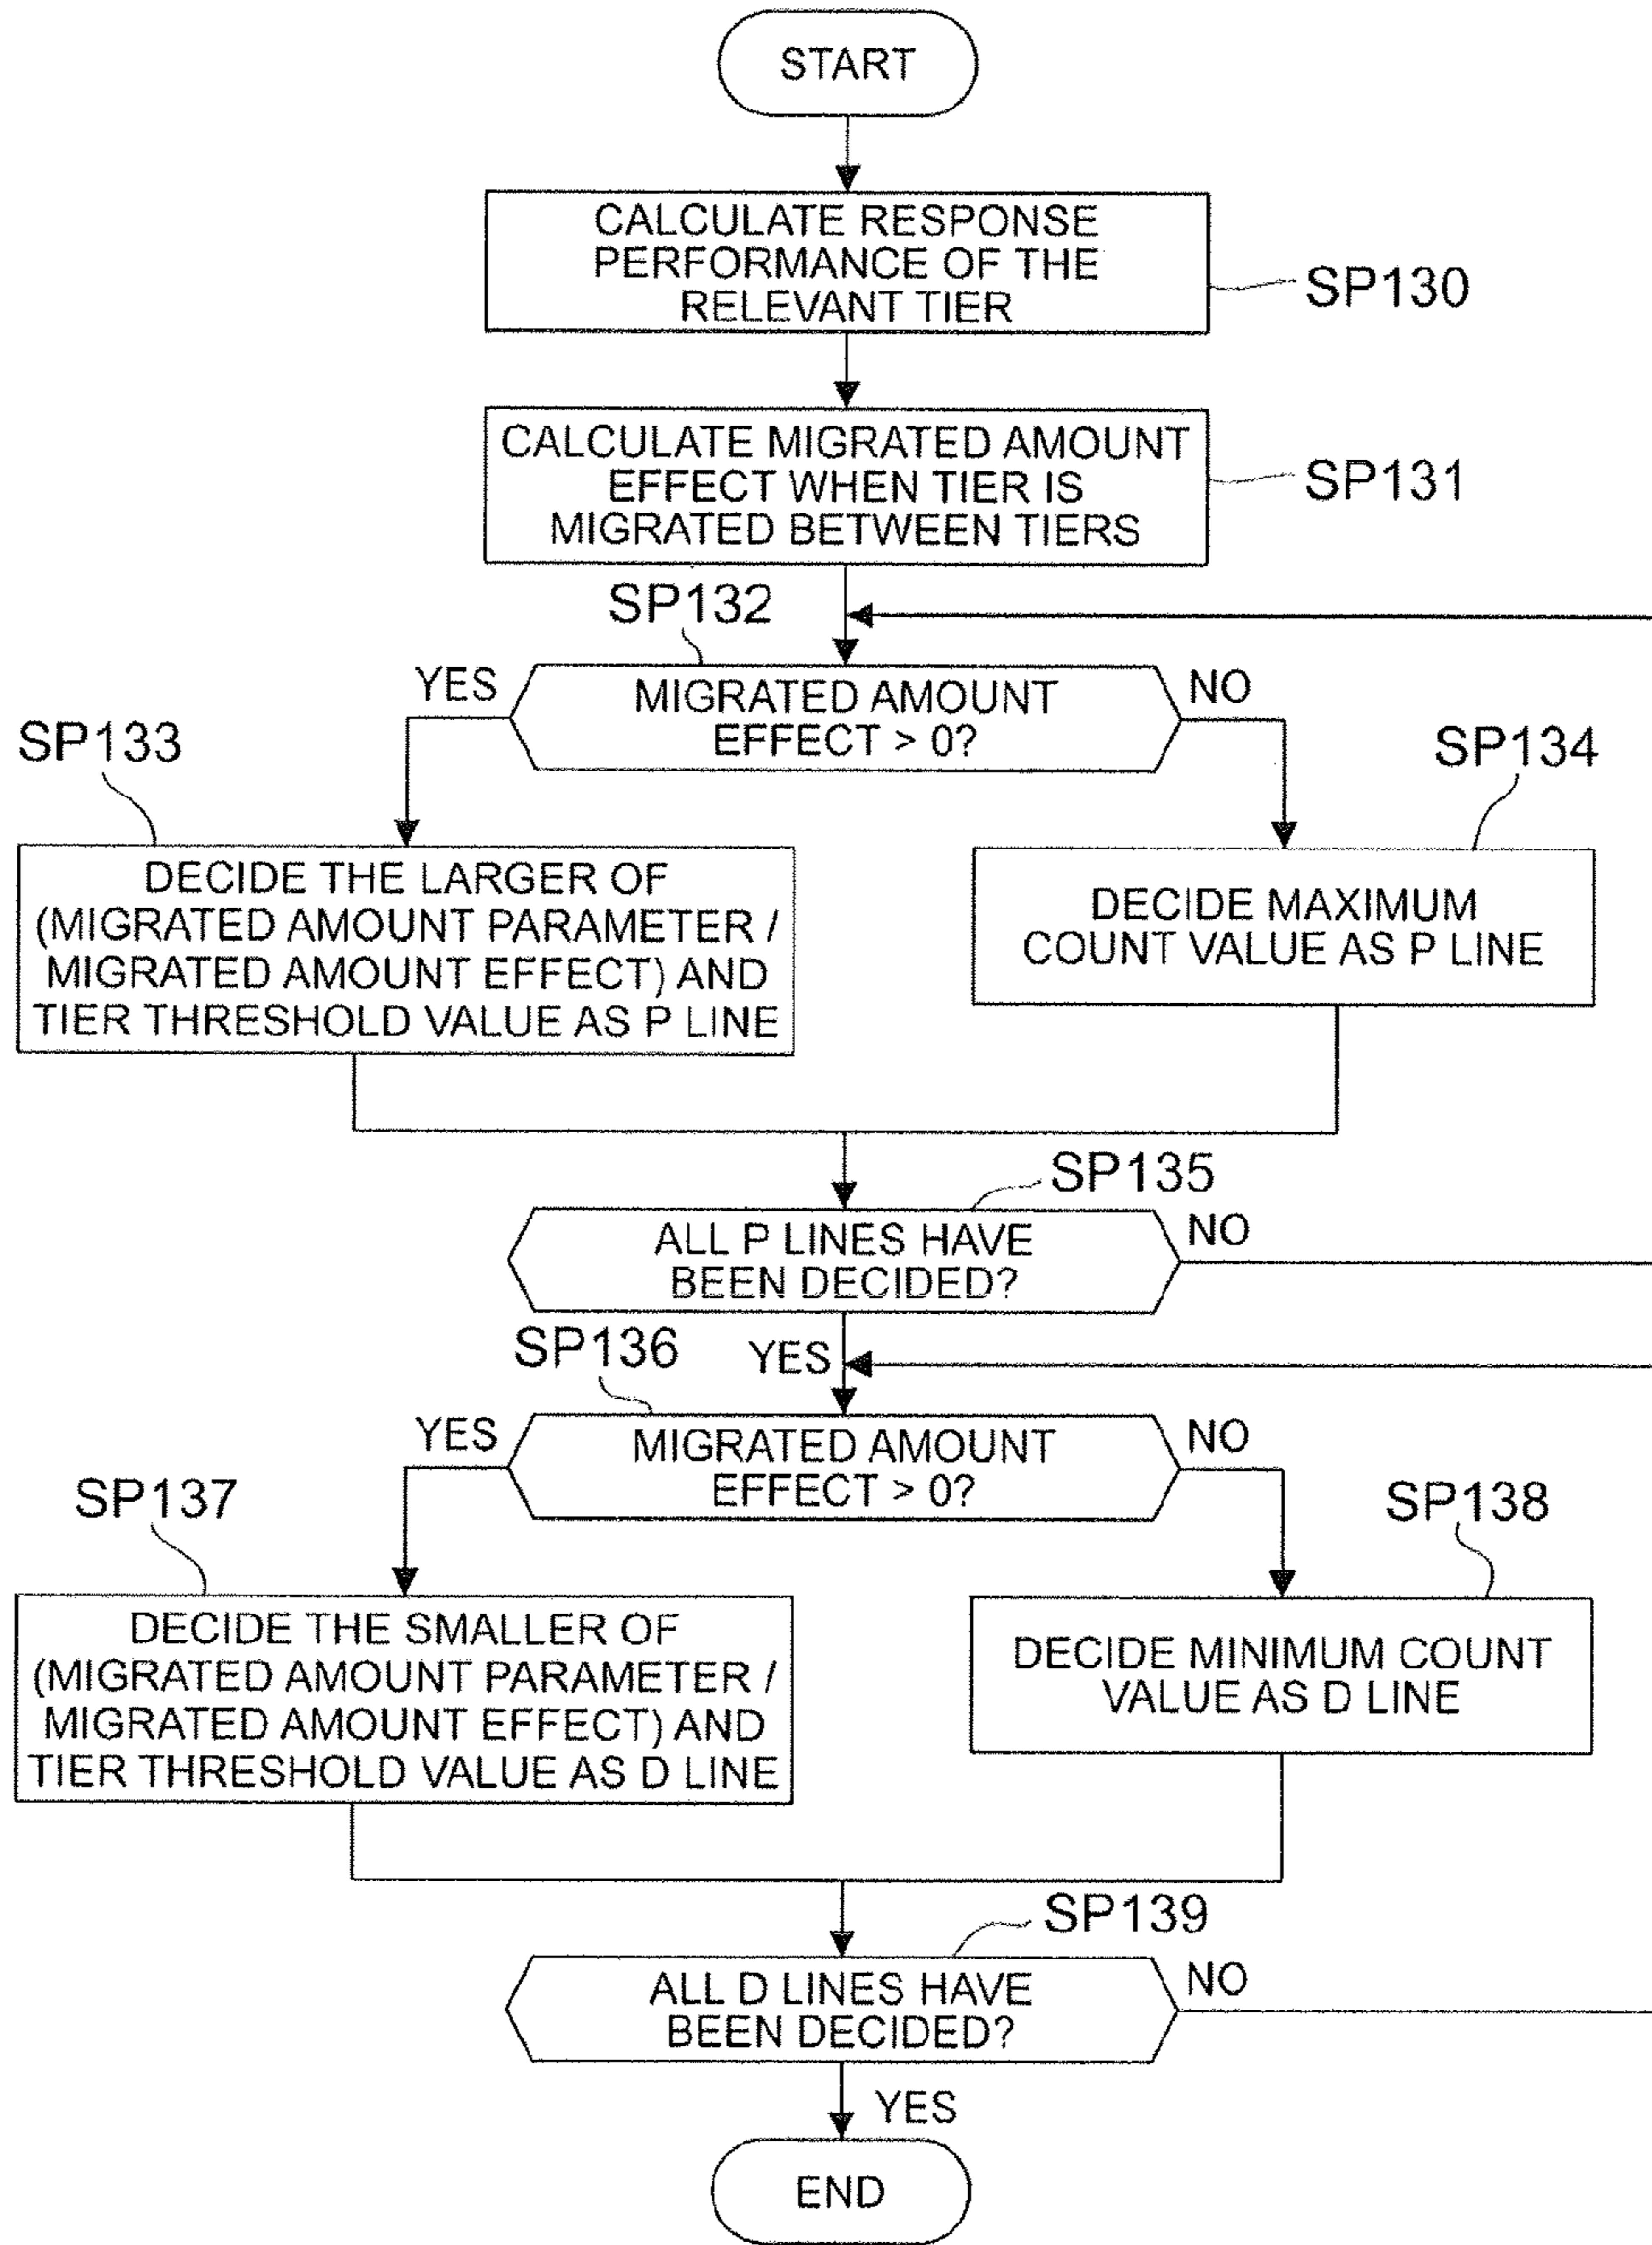 START
CALCULATE RESPONSE
PERFORMANCE OF THE
RELEVANT TIER
SP130
CALCULATE MIGRATED AMOUNT
EFFECT WHEN TIER IS
MIGRATED BETWEEN TIERS
SP131
SP132
YES
MIGRATED AMOUNT
EFFECT > 0?
NO
SP133
SP134
DECIDE THE LARGER OF
(MIGRATED AMOUNT PARAMETER /
MIGRATED AMOUNT EFFECT) AND
TIER THRESHOLD VALUE AS P LINE
DECIDE MAXIMUM
COUNT VALUE AS P LINE
SP135
ALL P LINES HAVE
BEEN DECIDED?
NO
SP136
YES
YES
MIGRATED AMOUNT
EFFECT > 0?
NO
SP137
SP138
DECIDE THE SMALLER OF
(MIGRATED AMOUNT PARAMETER /
MIGRATED AMOUNT EFFECT) AND
TIER THRESHOLD VALUE AS D LINE
DECIDE MINIMUM COUNT
VALUE AS D LINE
SP139
ALL D LINES HAVE
BEEN DECIDED?
NO
YES
END